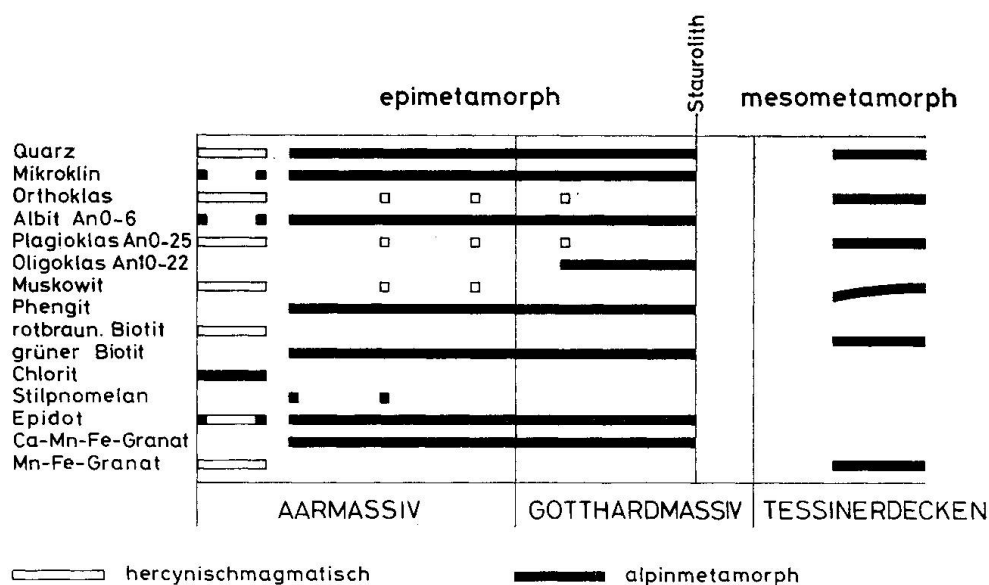 Staurolith
epimetamorph mesometamorph
Quarz
Mikroklin
Orthoklas
Albit An0-6
Plagioklas An0-25
Oligoklas An10-22
Muskowit
Phengit
rotbraun. Biotit
grüner Biotit
Chlorit
Stilpnomelan
Epidot
Ca-Mn-Fe-Granat
Mn-Fe-Granat
AARMASSIV GOTTHARDMASSIV TESSINERDECKEN
hercynischmagmatisch alpinmetamorph